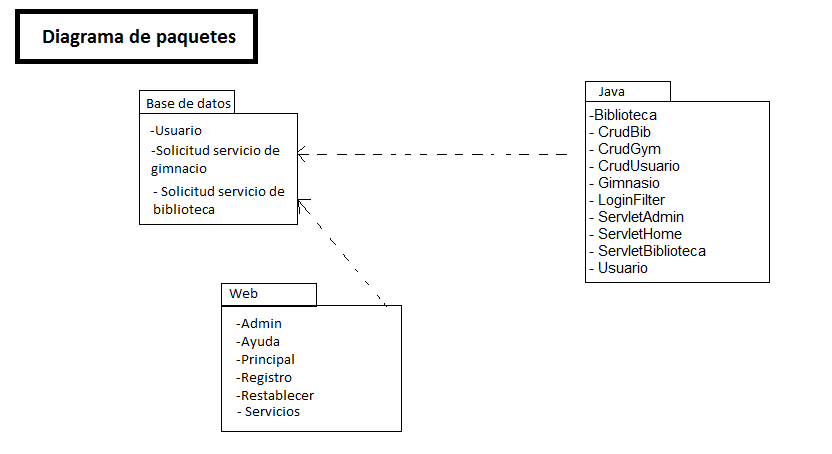 Diagrama de paquetes
Base de datos
-Usuario
-Solicitud servicio de
gimnacio
- Solicitud servicio de
biblioteca
Java
-Biblioteca
- CrudBib
- CrudGym
- CrudUsuario
- Gimnasio
- LoginFilter
- ServletAdmin
- ServletHome
- ServletBiblioteca
- Usuario
Web
-Admin
-Ayuda
-Principal
-Registro
-Restablecer
- Servicios